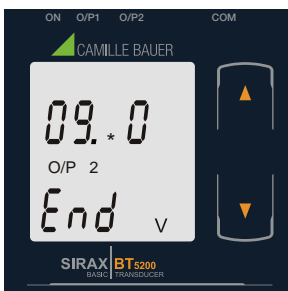 ON O/P1 O/P2 COM
CAMILLE BAUER
09.* 0
O/P 2
End V
SIRAX BT5200
BASIC TRANSDUCER